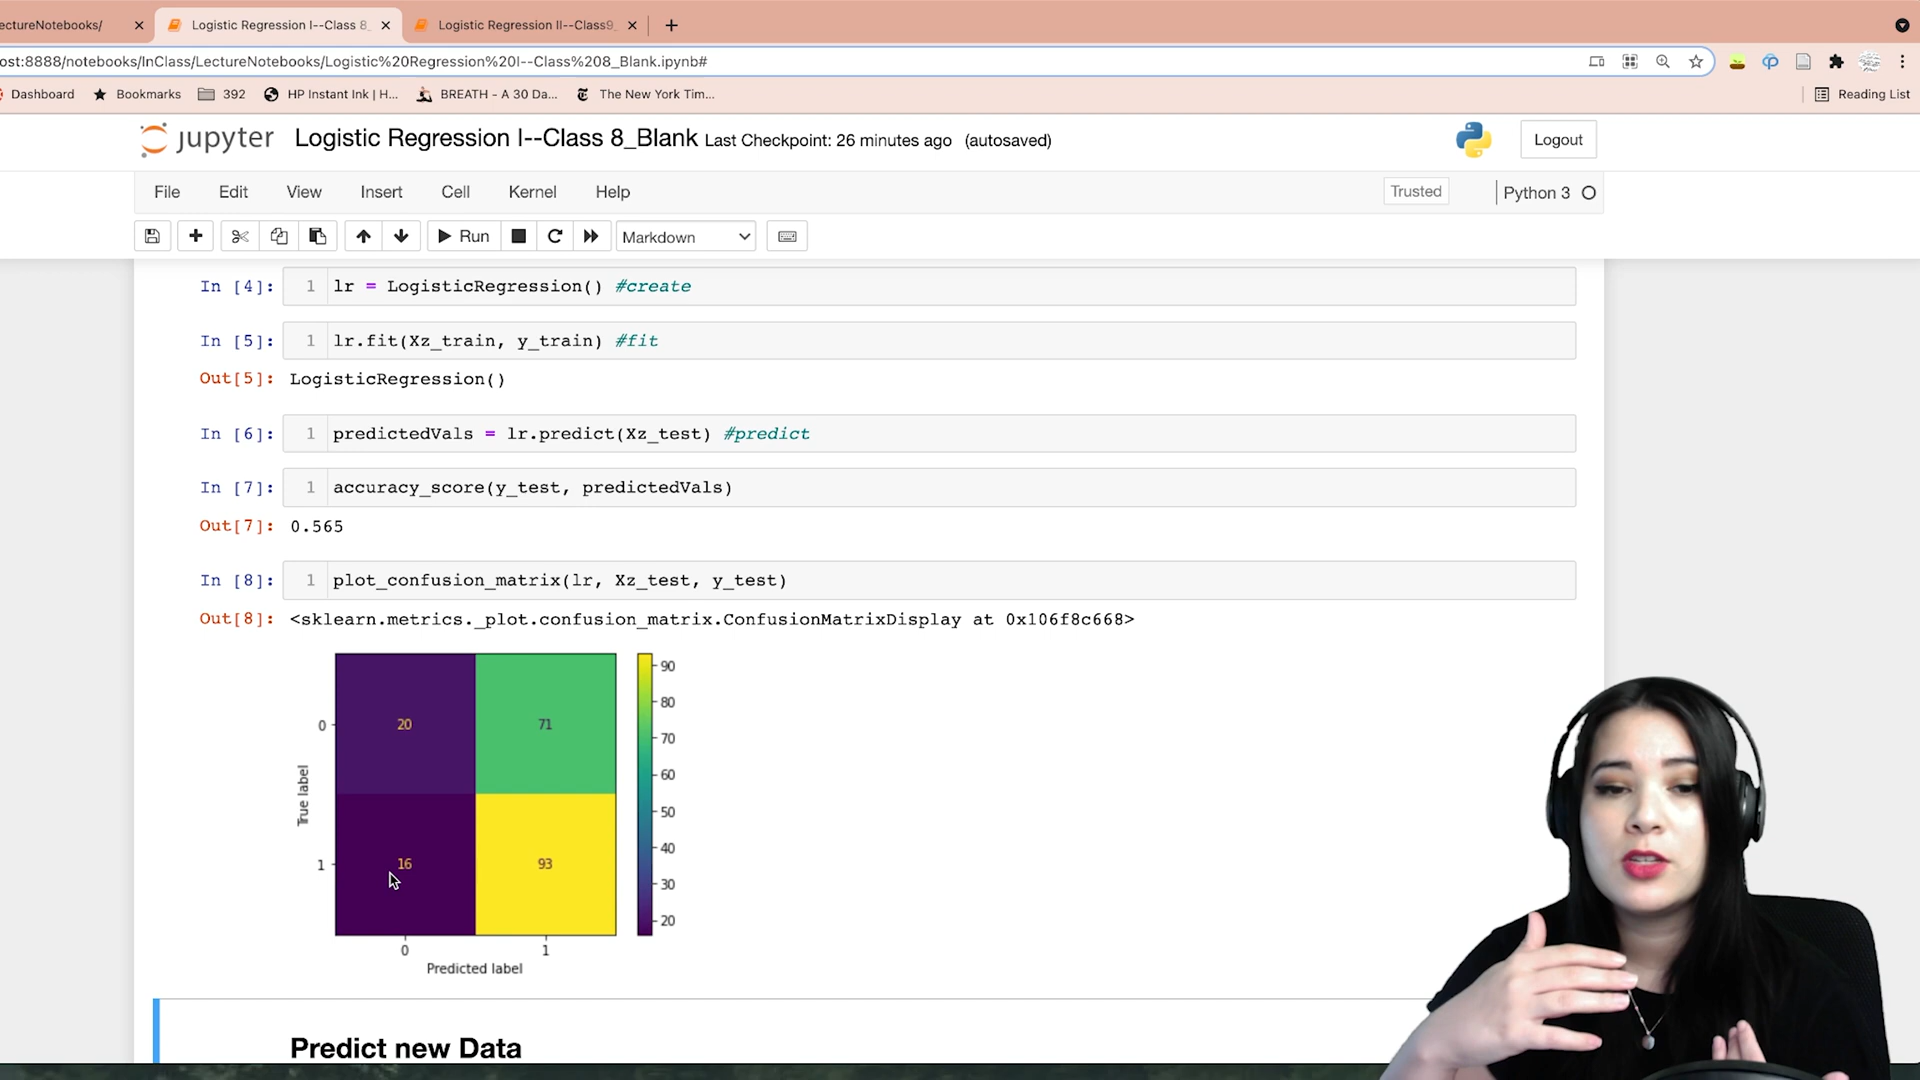 ectureNotebooks/
Logistic Regression I--Class 8_
Logistic Regression II--Class9_
ost:8888/notebooks/InClass/LectureNotebooks/Logistic%20Regression%20I--Class%208_Blank.ipynb#
Dashboard
Bookmarks
392
HP Instant Ink | H...
BREATH - A 30 Da...
The New York Tim...
Reading List
jupyter
Logistic Regression I--Class 8_Blank Last Checkpoint: 26 minutes ago (autosaved)
Logout
File Edit View Insert Cell Kernel Help
Trusted
Python 3
Run
Markdown
In [4]: 1 lr = LogisticRegression() #create
In [5]: 1 lr.fit(Xz_train, y_train) #fit
Out[5]: LogisticRegression()
In [6]: 1 predictedVals = lr.predict(Xz_test) #predict
In [7]: 1 accuracy_score(y_test, predictedVals)
Out[7]: 0.565
In [8]: 1 plot_confusion_matrix(lr, Xz_test, y_test)
Out[8]: <sklearn.metrics._plot.confusion_matrix.ConfusionMatrixDisplay at 0x106f8c668>
True label
0
1
20 71
16 93
0 1
Predicted label
90
80
70
60
50
40
30
20
Predict new Data